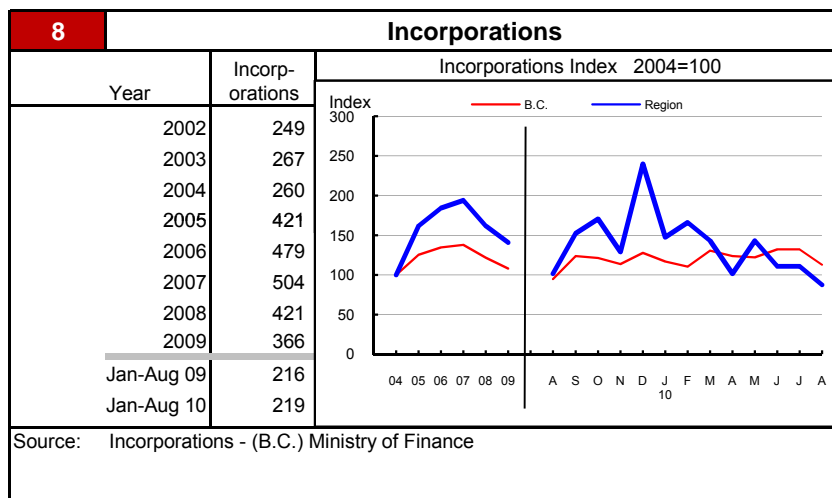 8 Incorporations
Incorp-
Year orations
2002 249
2003 267
2004 260
2005 421
2006 479
2007 504
2008 421
2009 366
Jan-Aug 09 216
Jan-Aug 10 219
Incorporations Index 2004=100
Index B.C. Region
300
250
200
150
100
50
0
04 05 06 07 08 09 A S O N D J F M A M J J A
10
Source: Incorporations - (B.C.) Ministry of Finance